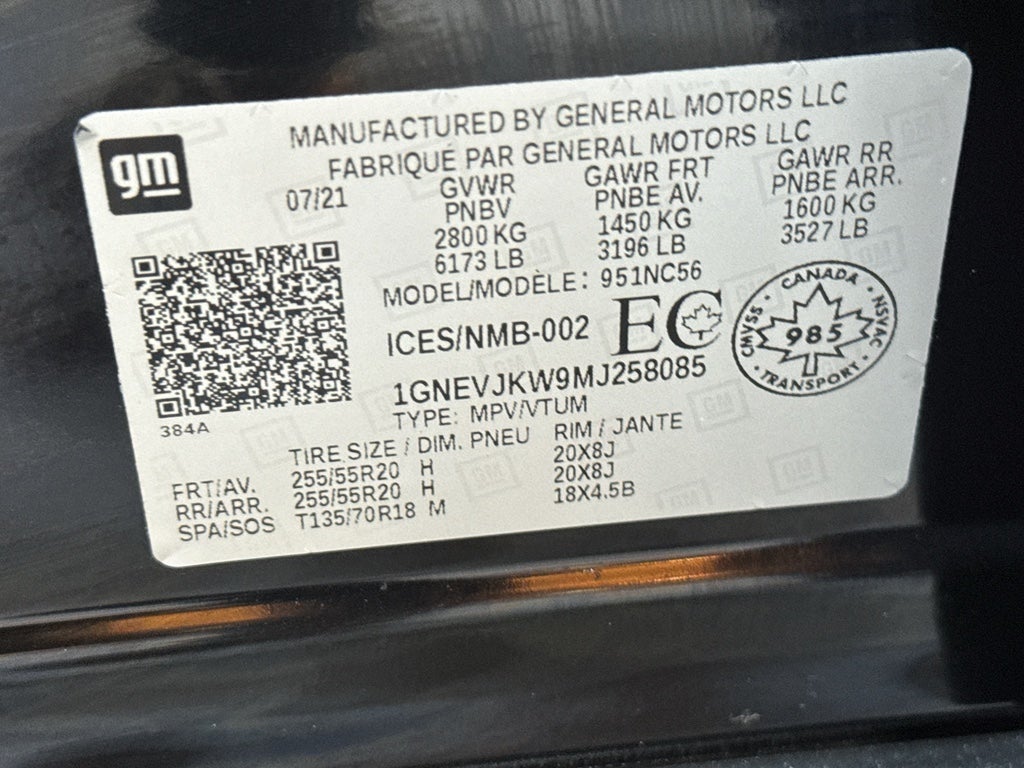 gm
MANUFACTURED BY GENERAL MOTORS LLC
FABRIQUÉ PAR GENERAL MOTORS LLC
07/21 GVWR GAWR FRT GAWR RR
PNBV PNBE AV. PNBE ARR.
2800 KG 1450 KG 1600 KG
6173 LB 3196 LB 3527 LB
MODEL/MODÈLE: 951NC56
ICES/NMB-002 EC
CANADA
CMVSS · NSVAC
985
TRANSPORT
1GNEVJKW9MJ258085
384A
TYPE: MPV/VTUM
TIRE SIZE / DIM. PNEU RIM / JANTE
FRT/AV. 255/55R20 H 20X8J
RR/ARR. 255/55R20 H 20X8J
SPA/SOS T135/70R18 M 18X4.5B